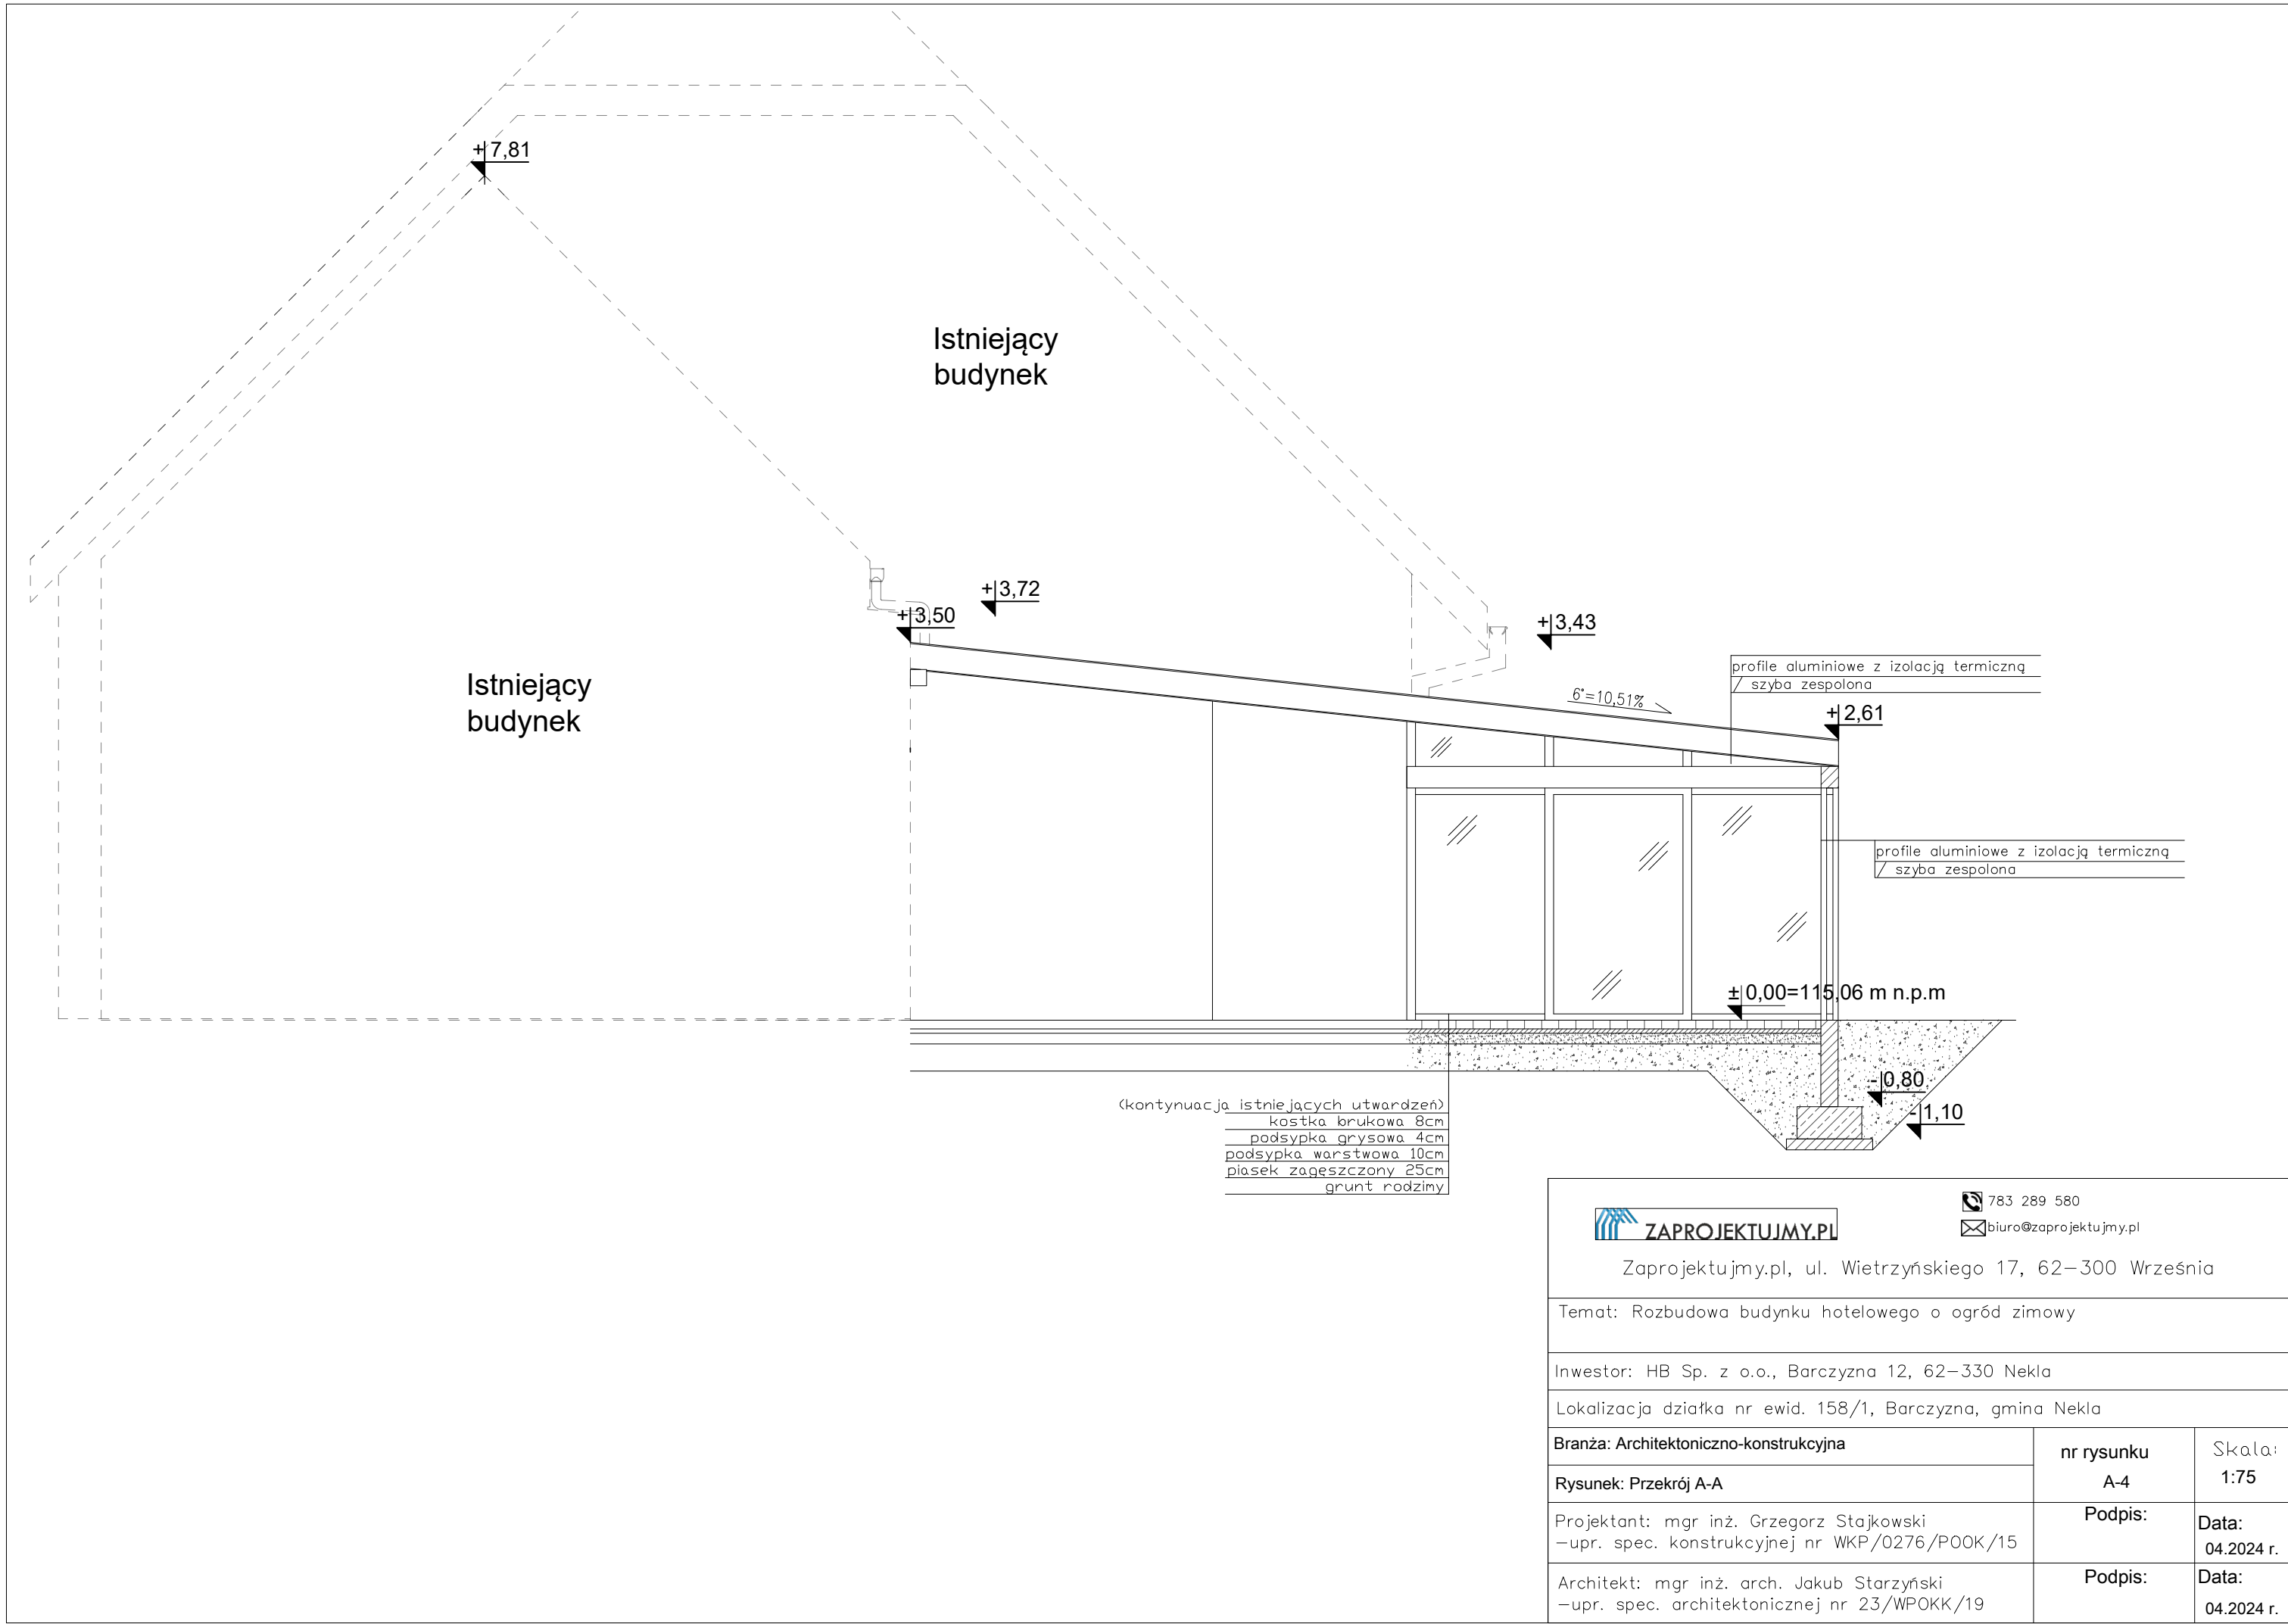 +7,81
Istniejący
budynek
+3,72
+3,50
+3,43
Istniejący
budynek
profile aluminiowe z izolacją termiczną
/ szyba zespolona
6°=10,51%
+2,61
profile aluminiowe z izolacją termiczną
/ szyba zespolona
±0,00=115,06 m n.p.m
-0,80
-1,10
(kontynuacja istniejących utwardzeń)
kostka brukowa 8cm
podsypka grysowa 4cm
podsypka warstwowa 10cm
piasek zagęszczony 25cm
grunt rodzimy
ZAPROJEKTUJMY.PL
783 289 580
biuro@zaprojektujmy.pl
Zaprojektujmy.pl, ul. Wietrzyńskiego 17, 62-300 Września
Temat: Rozbudowa budynku hotelowego o ogród zimowy
Inwestor: HB Sp. z o.o., Barczyzna 12, 62-330 Nekla
Lokalizacja działka nr ewid. 158/1, Barczyzna, gmina Nekla
Branża: Architektoniczno-konstrukcyjna
nr rysunku
A-4
Skala:
1:75
Rysunek: Przekrój A-A
Projektant: mgr inż. Grzegorz Stajkowski
-upr. spec. konstrukcyjnej nr WKP/0276/POOK/15
Podpis:
Data:
04.2024 r.
Architekt: mgr inż. arch. Jakub Starzyński
-upr. spec. architektonicznej nr 23/WPOKK/19
Podpis:
Data:
04.2024 r.